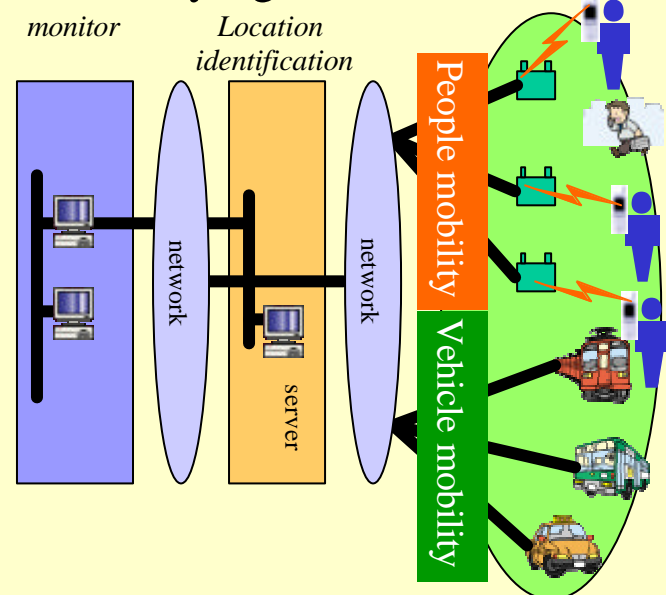 monitor
Location
identification
network
server
network
People mobility
Vehicle mobility